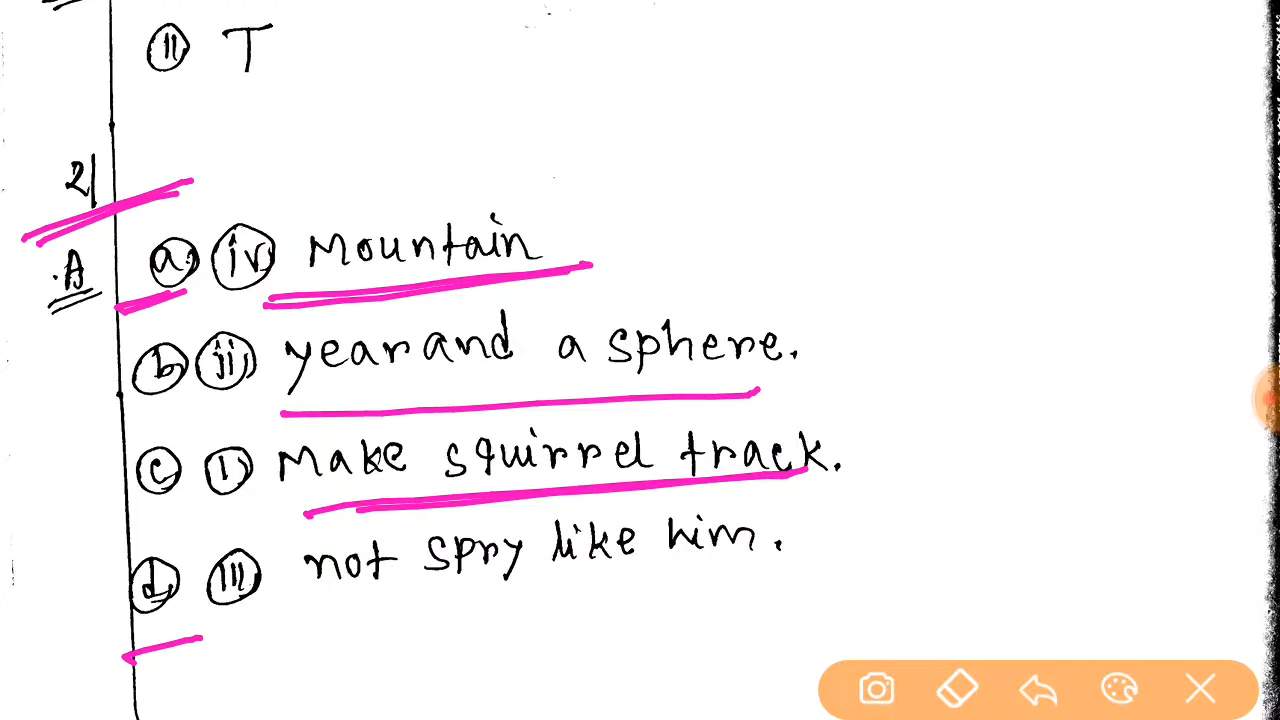 (ii) T
2|
A (a) (iv) Mountain
(b) (ii) year and a sphere.
(c) (i) Make squirrel track.
(d) (iii) not spry like him.